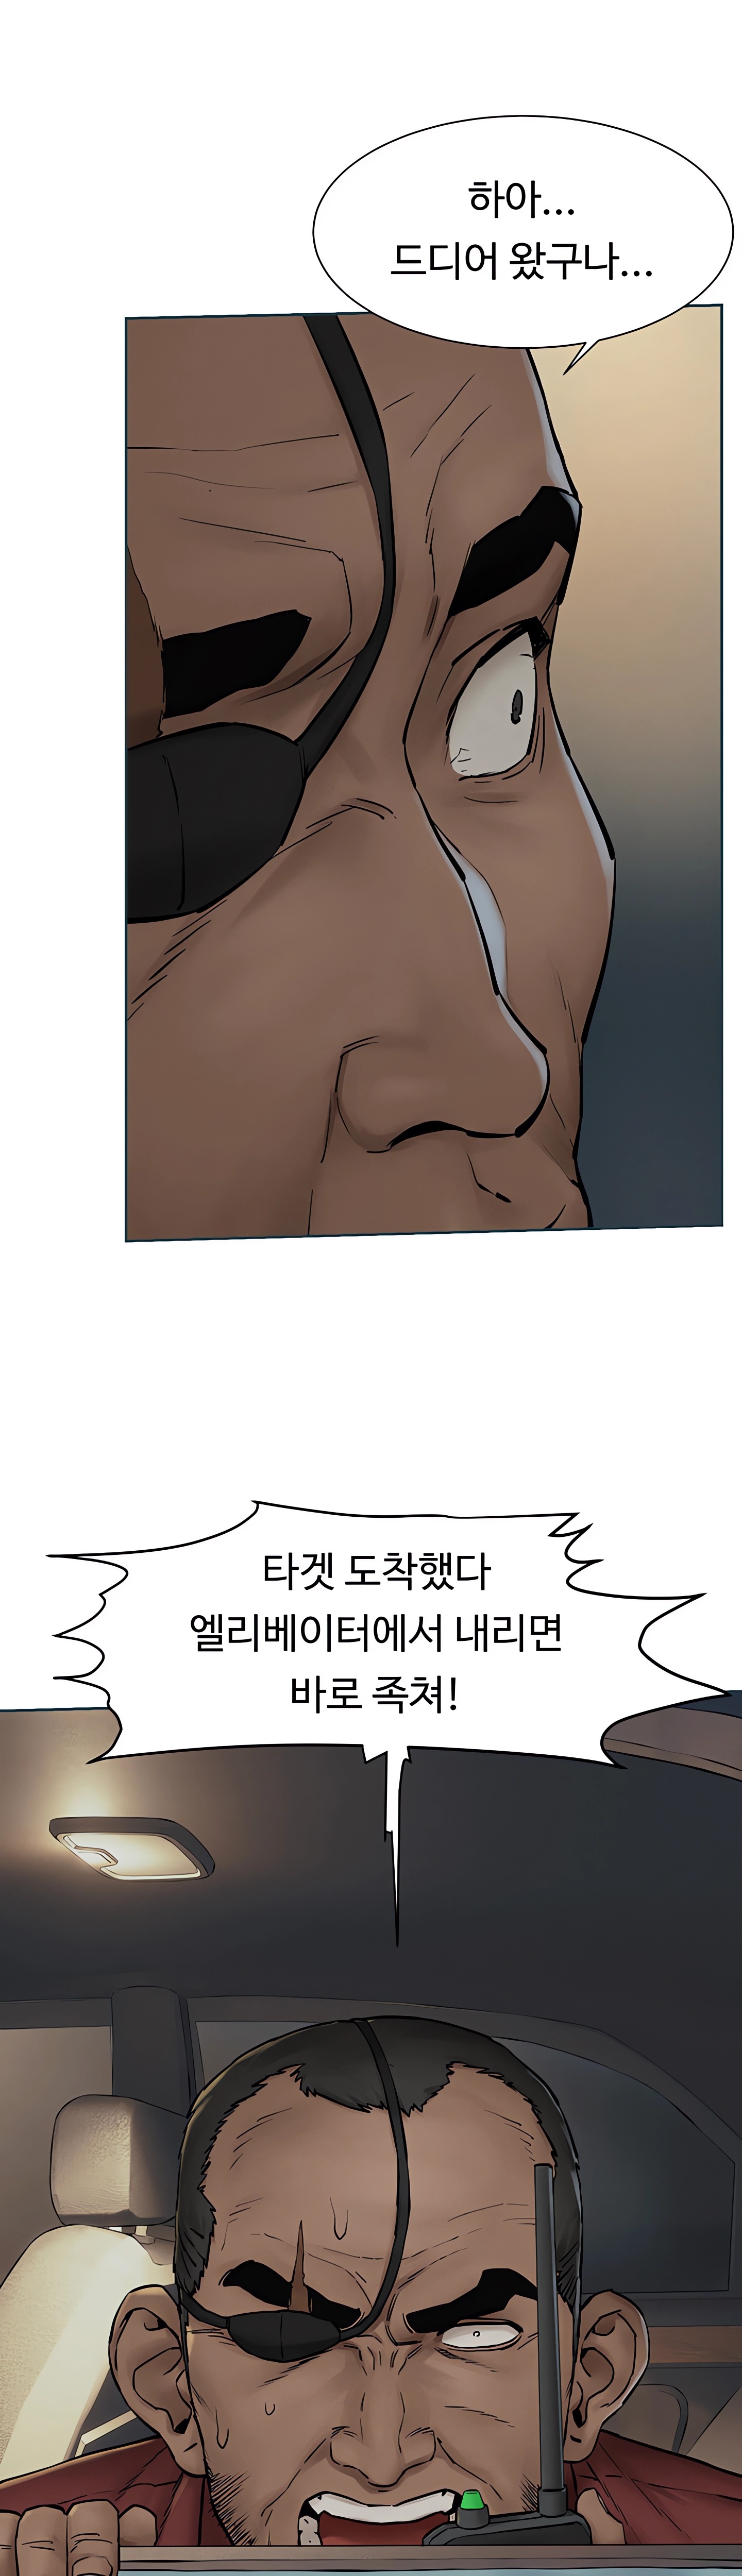 하아...
드디어 왔구나...
타겟 도착했다
엘리베이터에서 내리면
바로 족쳐!